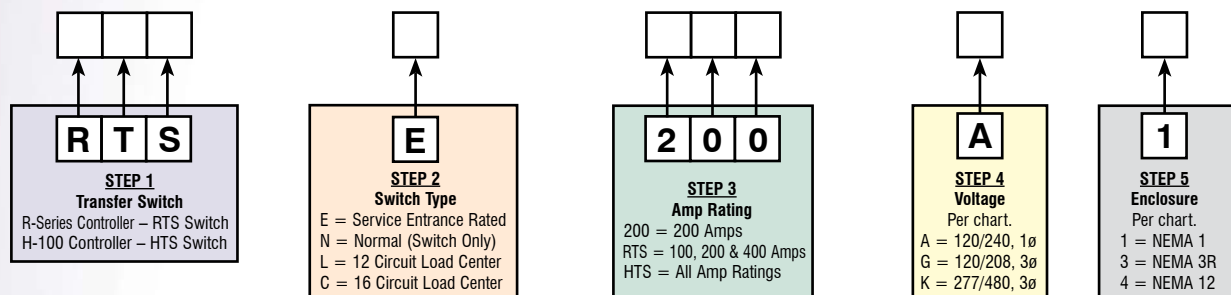 R T S
STEP 1
Transfer Switch
R-Series Controller – RTS Switch
H-100 Controller – HTS Switch
E
STEP 2
Switch Type
E = Service Entrance Rated
N = Normal (Switch Only)
L = 12 Circuit Load Center
C = 16 Circuit Load Center
2 0 0
STEP 3
Amp Rating
200 = 200 Amps
RTS = 100, 200 & 400 Amps
HTS = All Amp Ratings
A
STEP 4
Voltage
Per chart.
A = 120/240, 1ø
G = 120/208, 3ø
K = 277/480, 3ø
1
STEP 5
Enclosure
Per chart.
1 = NEMA 1
3 = NEMA 3R
4 = NEMA 12